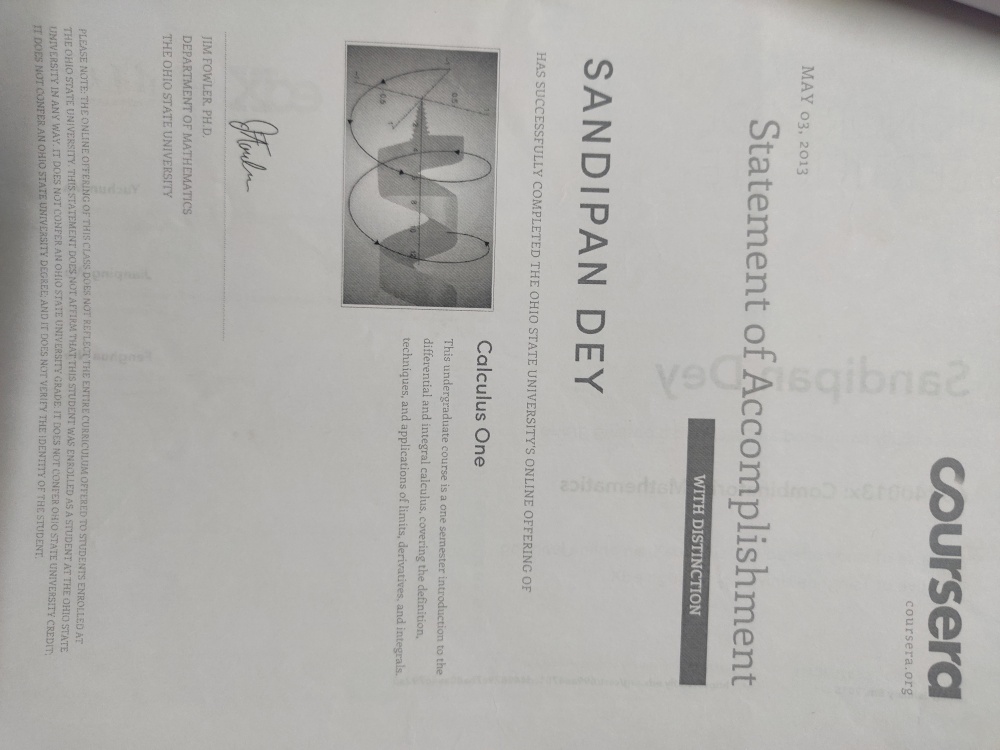 coursera
coursera.org
MAY 03, 2013
Statement of Accomplishment
WITH DISTINCTION
SANDIPAN DEY
HAS SUCCESSFULLY COMPLETED THE OHIO STATE UNIVERSITY'S ONLINE OFFERING OF
Calculus One
This undergraduate course is a one semester introduction to the
differential and integral calculus, covering the definition,
techniques, and applications of limits, derivatives, and integrals.
JFowler
JIM FOWLER, PH.D.
DEPARTMENT OF MATHEMATICS
THE OHIO STATE UNIVERSITY
PLEASE NOTE: THE ONLINE OFFERING OF THIS CLASS DOES NOT REFLECT THE ENTIRE CURRICULUM OFFERED TO STUDENTS ENROLLED AT
THE OHIO STATE UNIVERSITY. THIS STATEMENT DOES NOT AFFIRM THAT THIS STUDENT WAS ENROLLED AS A STUDENT AT THE OHIO STATE
UNIVERSITY IN ANY WAY. IT DOES NOT CONFER AN OHIO STATE UNIVERSITY GRADE; IT DOES NOT CONFER OHIO STATE UNIVERSITY CREDIT;
IT DOES NOT CONFER AN OHIO STATE UNIVERSITY DEGREE; AND IT DOES NOT VERIFY THE IDENTITY OF THE STUDENT.